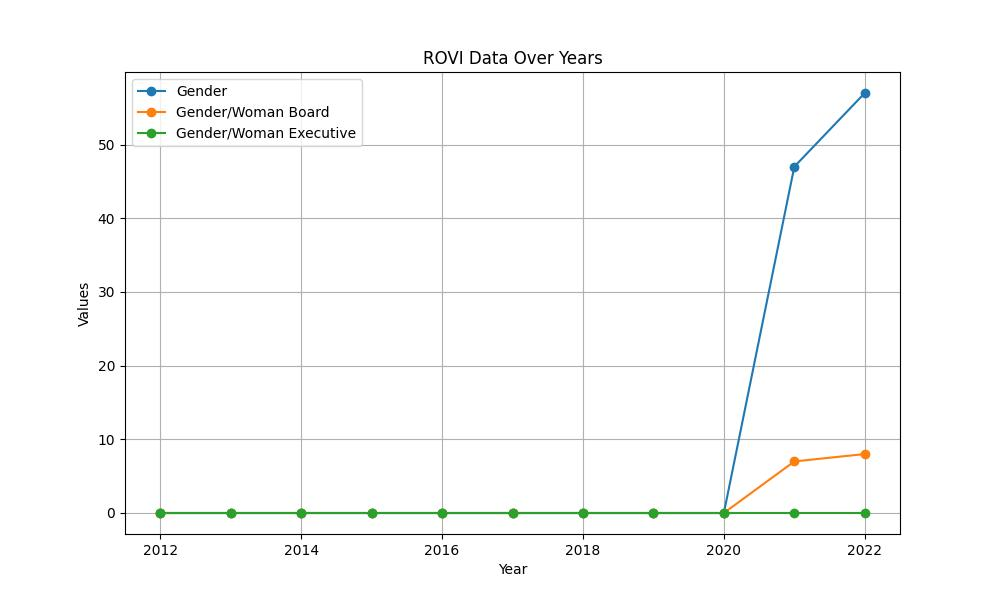 ROVI Data Over Years
Gender
Gender/Woman Board
Gender/Woman Executive
50
40
30
20
10
0
Values
2012 2014 2016 2018 2020 2022
Year